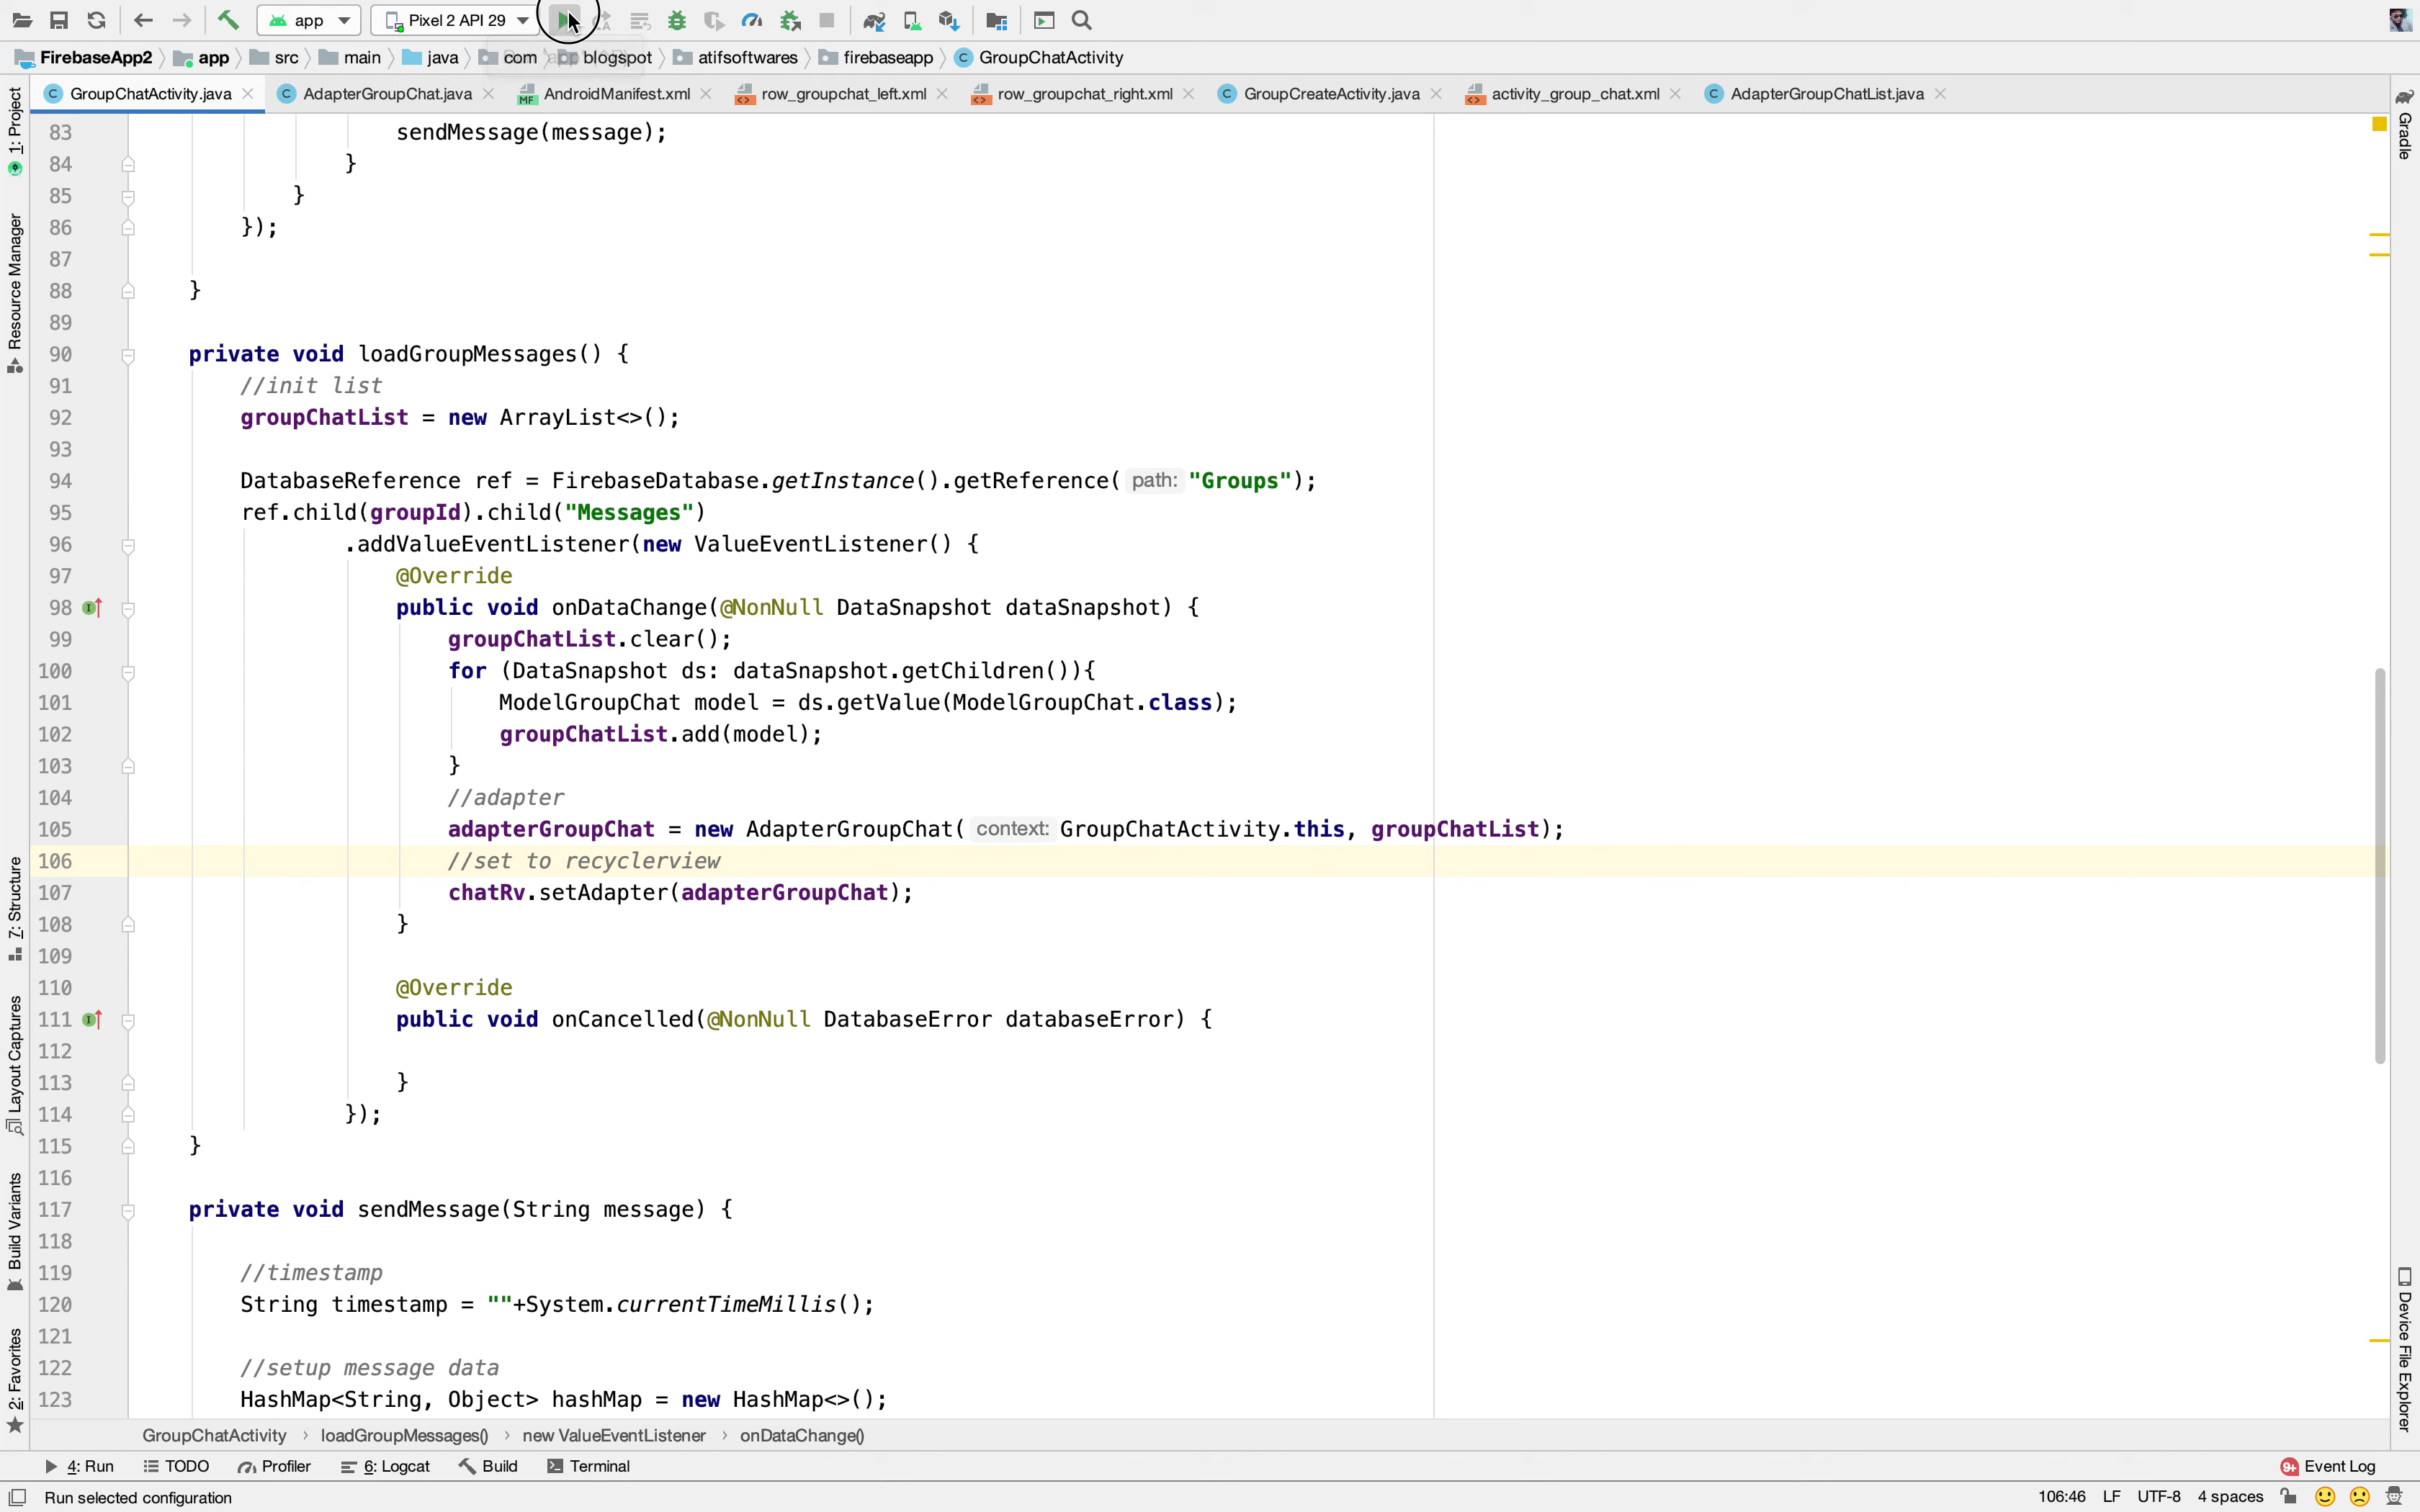 app Pixel 2 API 29
FirebaseApp2 app src main java com blogspot atifsoftwares firebaseapp GroupChatActivity
GroupChatActivity.java AdapterGroupChat.java AndroidManifest.xml row_groupchat_left.xml row_groupchat_right.xml GroupCreateActivity.java activity_group_chat.xml AdapterGroupChatList.java
1: Project
Resource Manager
7: Structure
Layout Captures
Build Variants
2: Favorites
83 sendMessage(message);
84 }
85 }
86 });
87
88 }
89
90 private void loadGroupMessages() {
91 //init list
92 groupChatList = new ArrayList<>();
93
94 DatabaseReference ref = FirebaseDatabase.getInstance().getReference( path: "Groups");
95 ref.child(groupId).child("Messages")
96 .addValueEventListener(new ValueEventListener() {
97 @Override
98 public void onDataChange(@NonNull DataSnapshot dataSnapshot) {
99 groupChatList.clear();
100 for (DataSnapshot ds: dataSnapshot.getChildren()){
101 ModelGroupChat model = ds.getValue(ModelGroupChat.class);
102 groupChatList.add(model);
103 }
104 //adapter
105 adapterGroupChat = new AdapterGroupChat( context: GroupChatActivity.this, groupChatList);
106 //set to recyclerview
107 chatRv.setAdapter(adapterGroupChat);
108 }
109
110 @Override
111 public void onCancelled(@NonNull DatabaseError databaseError) {
112
113 }
114 });
115 }
116
117 private void sendMessage(String message) {
118
119 //timestamp
120 String timestamp = ""+System.currentTimeMillis();
121
122 //setup message data
123 HashMap<String, Object> hashMap = new HashMap<>();
Gradle
Device File Explorer
GroupChatActivity › loadGroupMessages() › new ValueEventListener › onDataChange()
4: Run TODO Profiler 6: Logcat Build Terminal 9+ Event Log
Run selected configuration 106:46 LF UTF-8 4 spaces